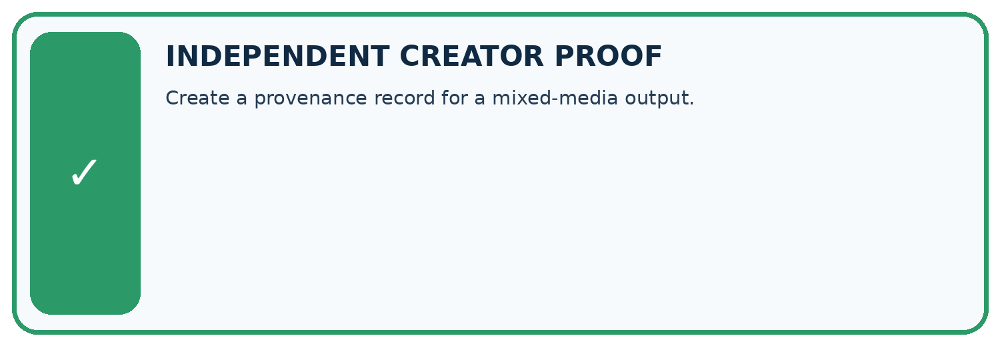 INDEPENDENT CREATOR PROOF
Create a provenance record for a mixed-media output.
✓